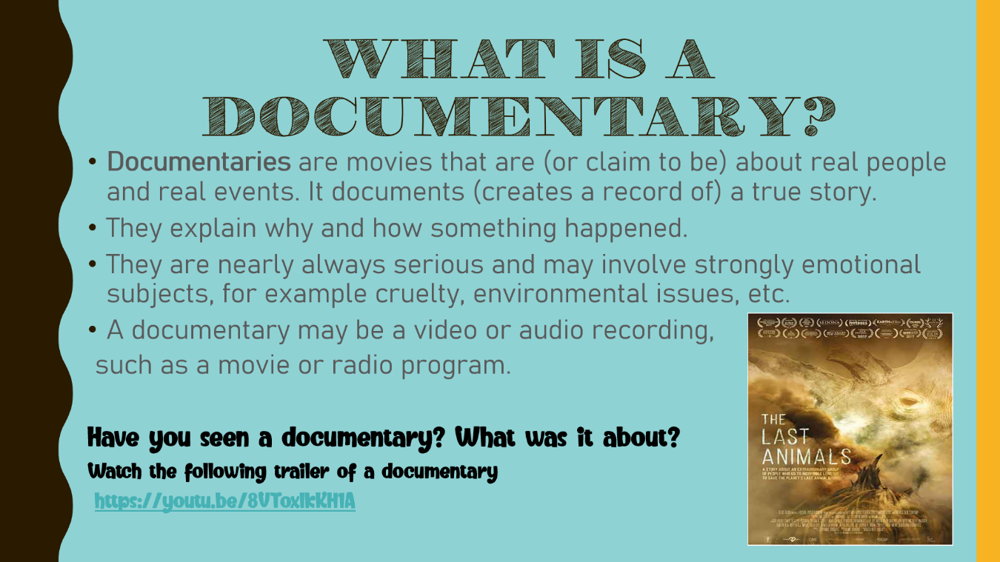 WHAT IS A
DOCUMENTARY?
• Documentaries are movies that are (or claim to be) about real people
and real events. It documents (creates a record of) a true story.
• They explain why and how something happened.
• They are nearly always serious and may involve strongly emotional
subjects, for example cruelty, environmental issues, etc.
• A documentary may be a video or audio recording,
such as a movie or radio program.
Have you seen a documentary? What was it about?
Watch the following trailer of a documentary
https://youtu.be/8VToxIkKH1A
SEDONA hotDOCS EARTH
THE
LAST
ANIMALS
A STORY ABOUT AN EXTRAORDINARY GROUP
OF PEOPLE WHO GO TO INCREDIBLE LENGTHS
TO SAVE THE PLANET'S LAST ANIMALS